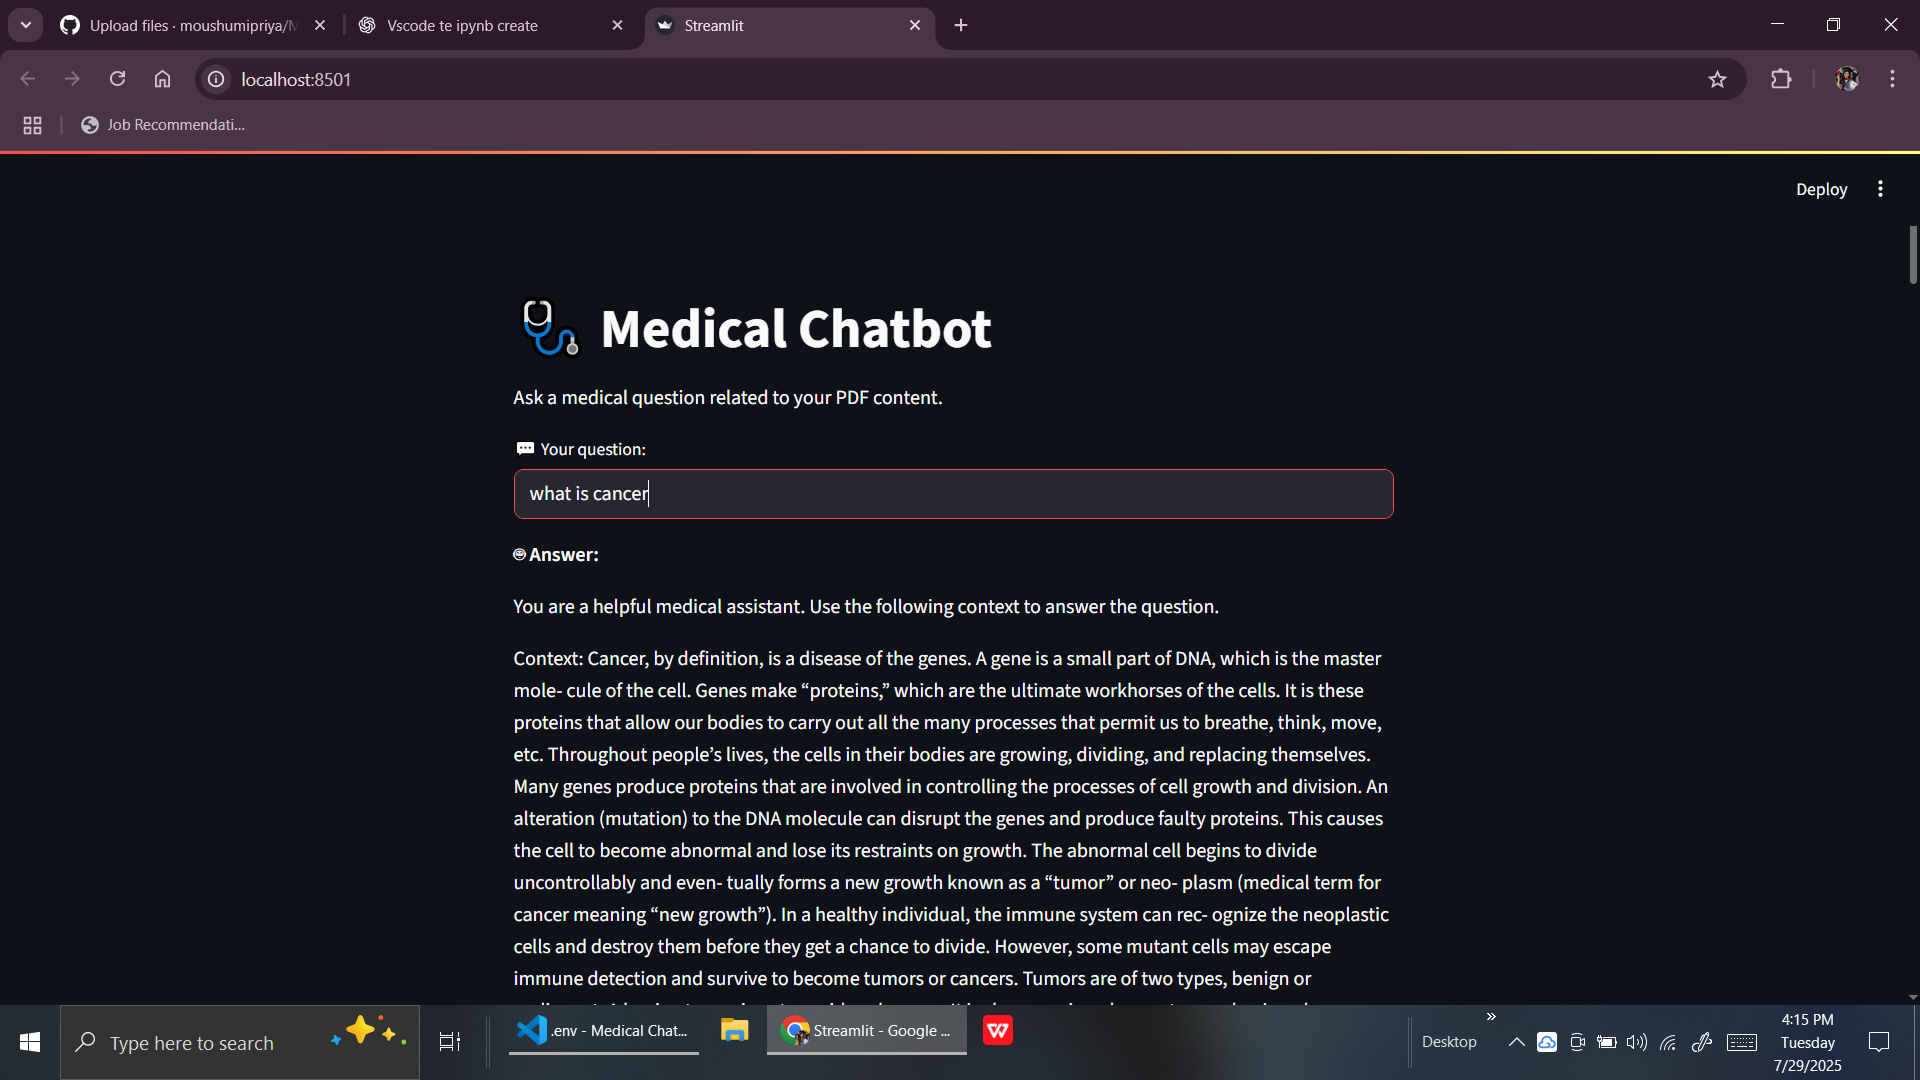 Upload files · moushumipriya/M
Vscode te ipynb create
Streamlit
localhost:8501
Job Recommendati...
Deploy
Medical Chatbot
Ask a medical question related to your PDF content.
Your question:
what is cancer
Answer:
You are a helpful medical assistant. Use the following context to answer the question.
Context: Cancer, by definition, is a disease of the genes. A gene is a small part of DNA, which is the master
mole- cule of the cell. Genes make “proteins,” which are the ultimate workhorses of the cells. It is these
proteins that allow our bodies to carry out all the many processes that permit us to breathe, think, move,
etc. Throughout people’s lives, the cells in their bodies are growing, dividing, and replacing themselves.
Many genes produce proteins that are involved in controlling the processes of cell growth and division. An
alteration (mutation) to the DNA molecule can disrupt the genes and produce faulty proteins. This causes
the cell to become abnormal and lose its restraints on growth. The abnormal cell begins to divide
uncontrollably and even- tually forms a new growth known as a “tumor” or neo- plasm (medical term for
cancer meaning “new growth”). In a healthy individual, the immune system can rec- ognize the neoplastic
cells and destroy them before they get a chance to divide. However, some mutant cells may escape
immune detection and survive to become tumors or cancers. Tumors are of two types, benign or
Type here to search
.env - Medical Chat...
Streamlit - Google ...
W
Desktop
4:15 PM
Tuesday
7/29/2025